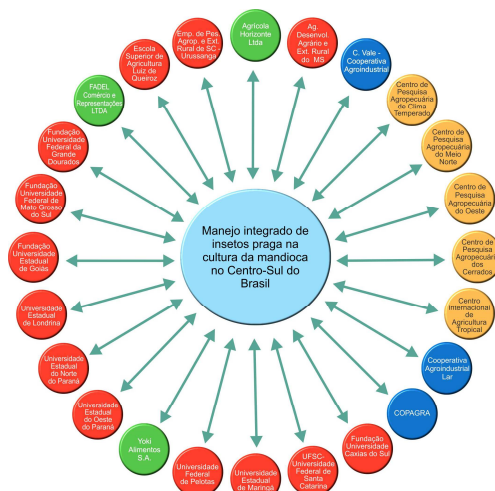 Agrícola
Horizonte
Ltda
Ag.
Desenvol.
Agrário e
Ext. Rural
do MS
C. Vale -
Cooperativa
Agroindustrial
Centro de
Pesquisa
Agropecuária
de Clima
Temperado
Centro de
Pesquisa
Agropecuária
do Meio
Norte
Centro de
Pesquisa
Agropecuária
do Oeste
Centro de
Pesquisa
Agropecuári
dos
Cerrados
Centro
Internacional
de
Agricultura
Tropical
Cooperativa
Agroindustrial
Lar
COPAGRA
Fundação
Universidade
Caxias do Sul
UFSC-
Universidade
Federal de
Santa
Catarina
Universidade
Estadual
de Maringá
Universidade
Federal
de Pelotas
Yoki
Alimentos
S.A.
Universidade
Estadual
do Oeste
do Paraná
Universidade
Estadual
do Norte
do Paraná
Universidade
Estadual
de Londrina
Fundação
Universidade
Estadual
de Goiás
Fundação
Universidade
Federal de
Mato Grosso
do Sul
Fundação
Universidade
Federal da
Grande
Dourados
FADEL
Comércio e
Representações
LTDA
Escola
Superior de
Agricultura
Luiz de
Queiroz
Emp. de Pes.
Agrop. e Ext.
Rural de SC -
Urussanga
Manejo integrado de
insetos praga na
cultura da mandioca
no Centro-Sul do
Brasil